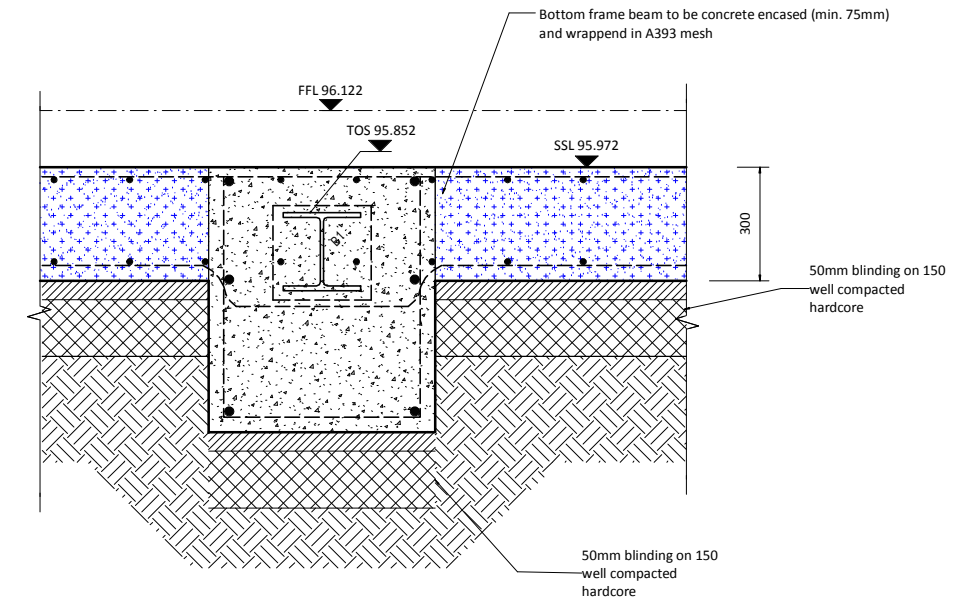 Bottom frame beam to be concrete encased (min. 75mm)
and wrappend in A393 mesh
FFL 96.122
TOS 95.852
SSL 95.972
B1
300
50mm blinding on 150
well compacted
hardcore
50mm blinding on 150
well compacted
hardcore